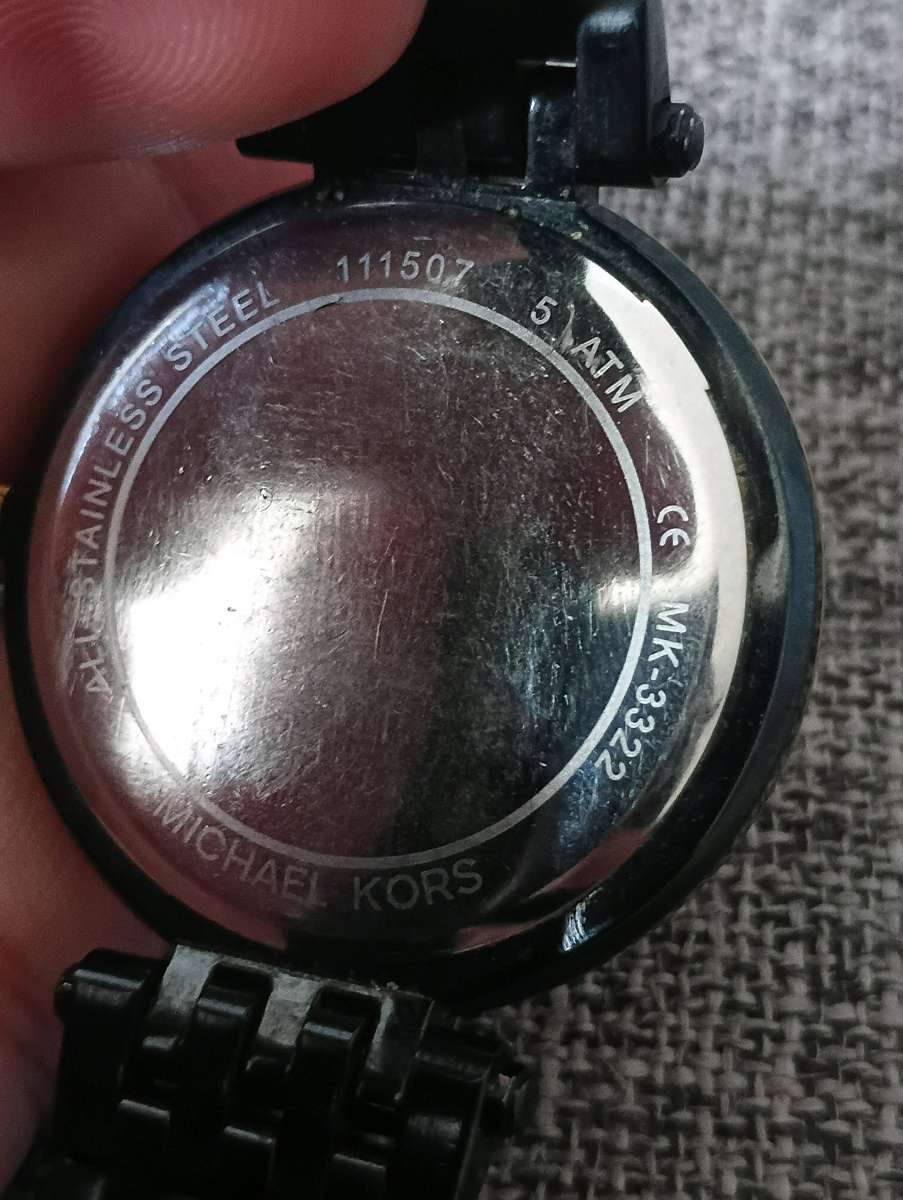 ALL STAINLESS STEEL
111507
5 ATM
CE
MK-3322
MICHAEL KORS